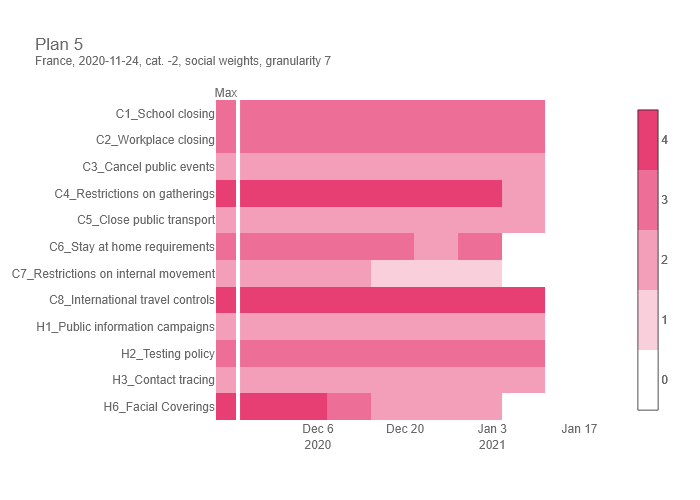 Plan 5
France, 2020-11-24, cat. -2, social weights, granularity 7
Max
C1_School closing
C2_Workplace closing
C3_Cancel public events
C4_Restrictions on gatherings
C5_Close public transport
C6_Stay at home requirements
C7_Restrictions on internal movement
C8_International travel controls
H1_Public information campaigns
H2_Testing policy
H3_Contact tracing
H6_Facial Coverings
Dec 6 Dec 20 Jan 3 Jan 17
2020 2021
4
3
2
1
0